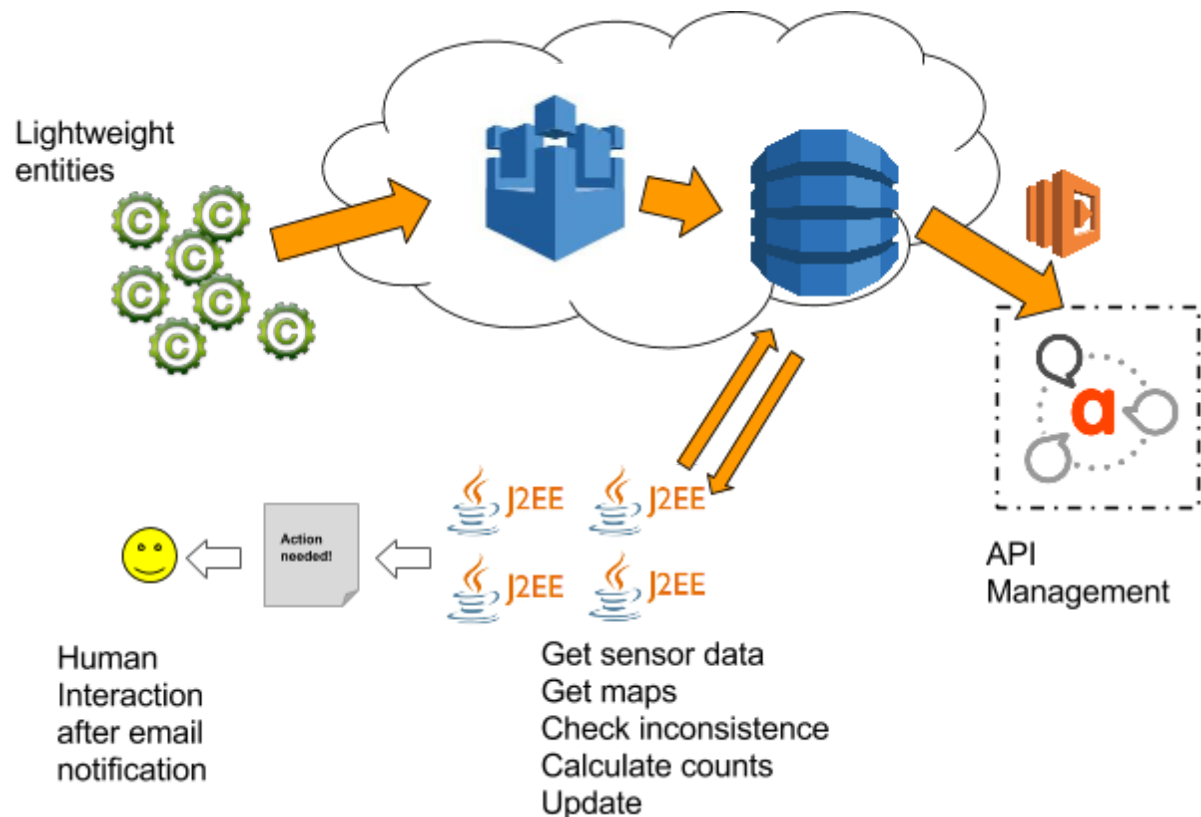 Lightweight
entities
C
C
C
C
C
C
C
a
J2EE
J2EE
J2EE
J2EE
Action
needed!
API
Management
Human
Interaction
after email
notification
Get sensor data
Get maps
Check inconsistence
Calculate counts
Update